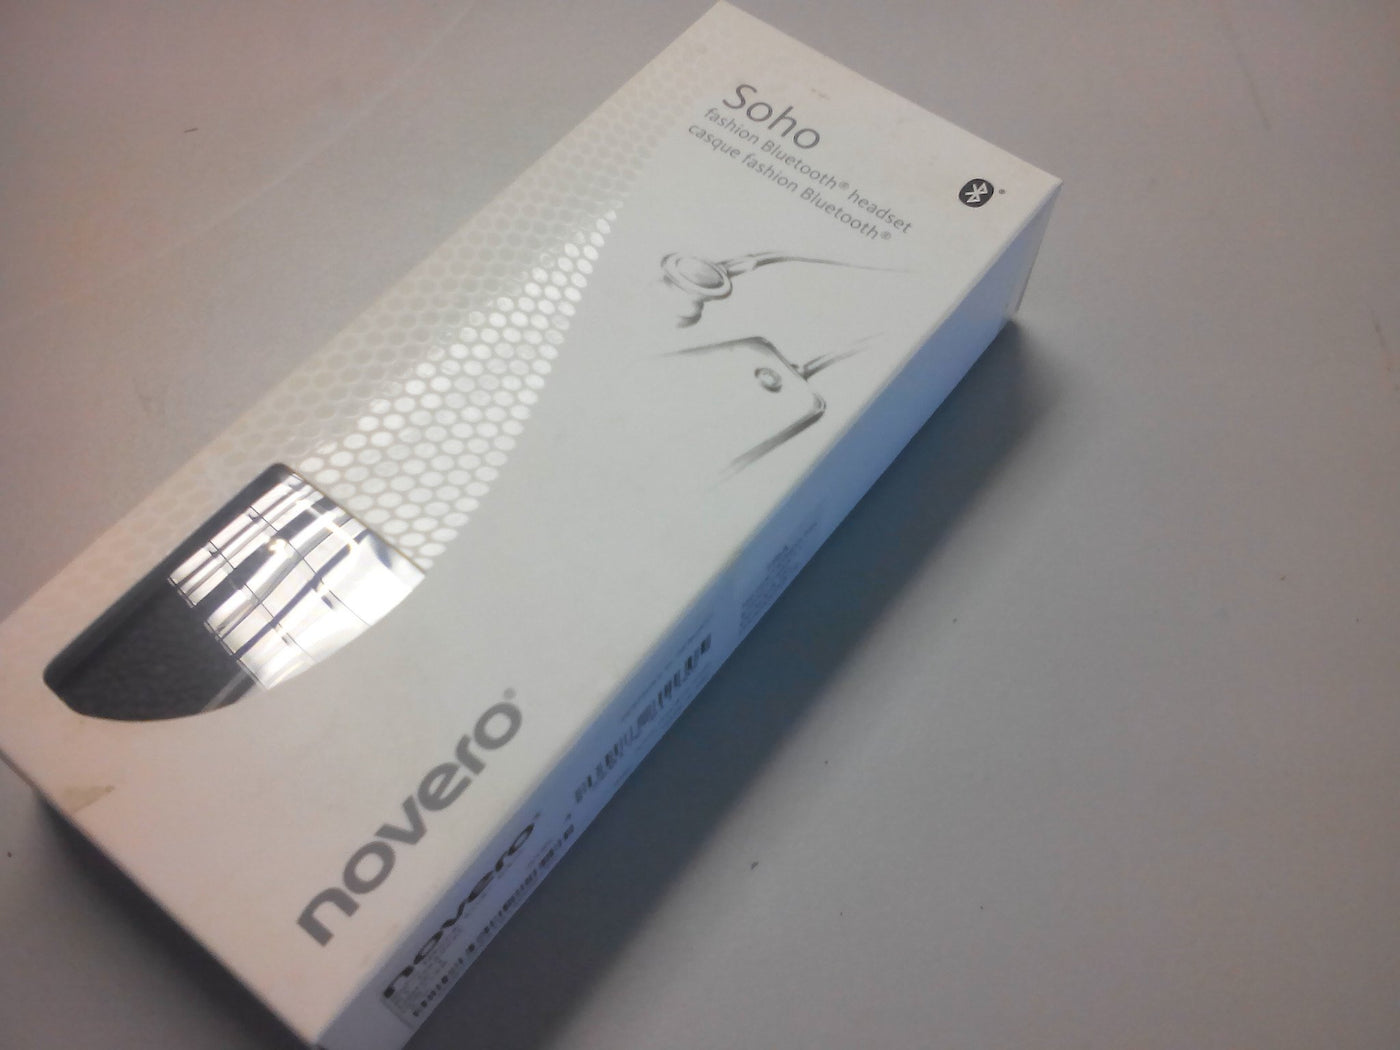 Soho
fashion Bluetooth® headset
casque fashion Bluetooth®
novero®
novero